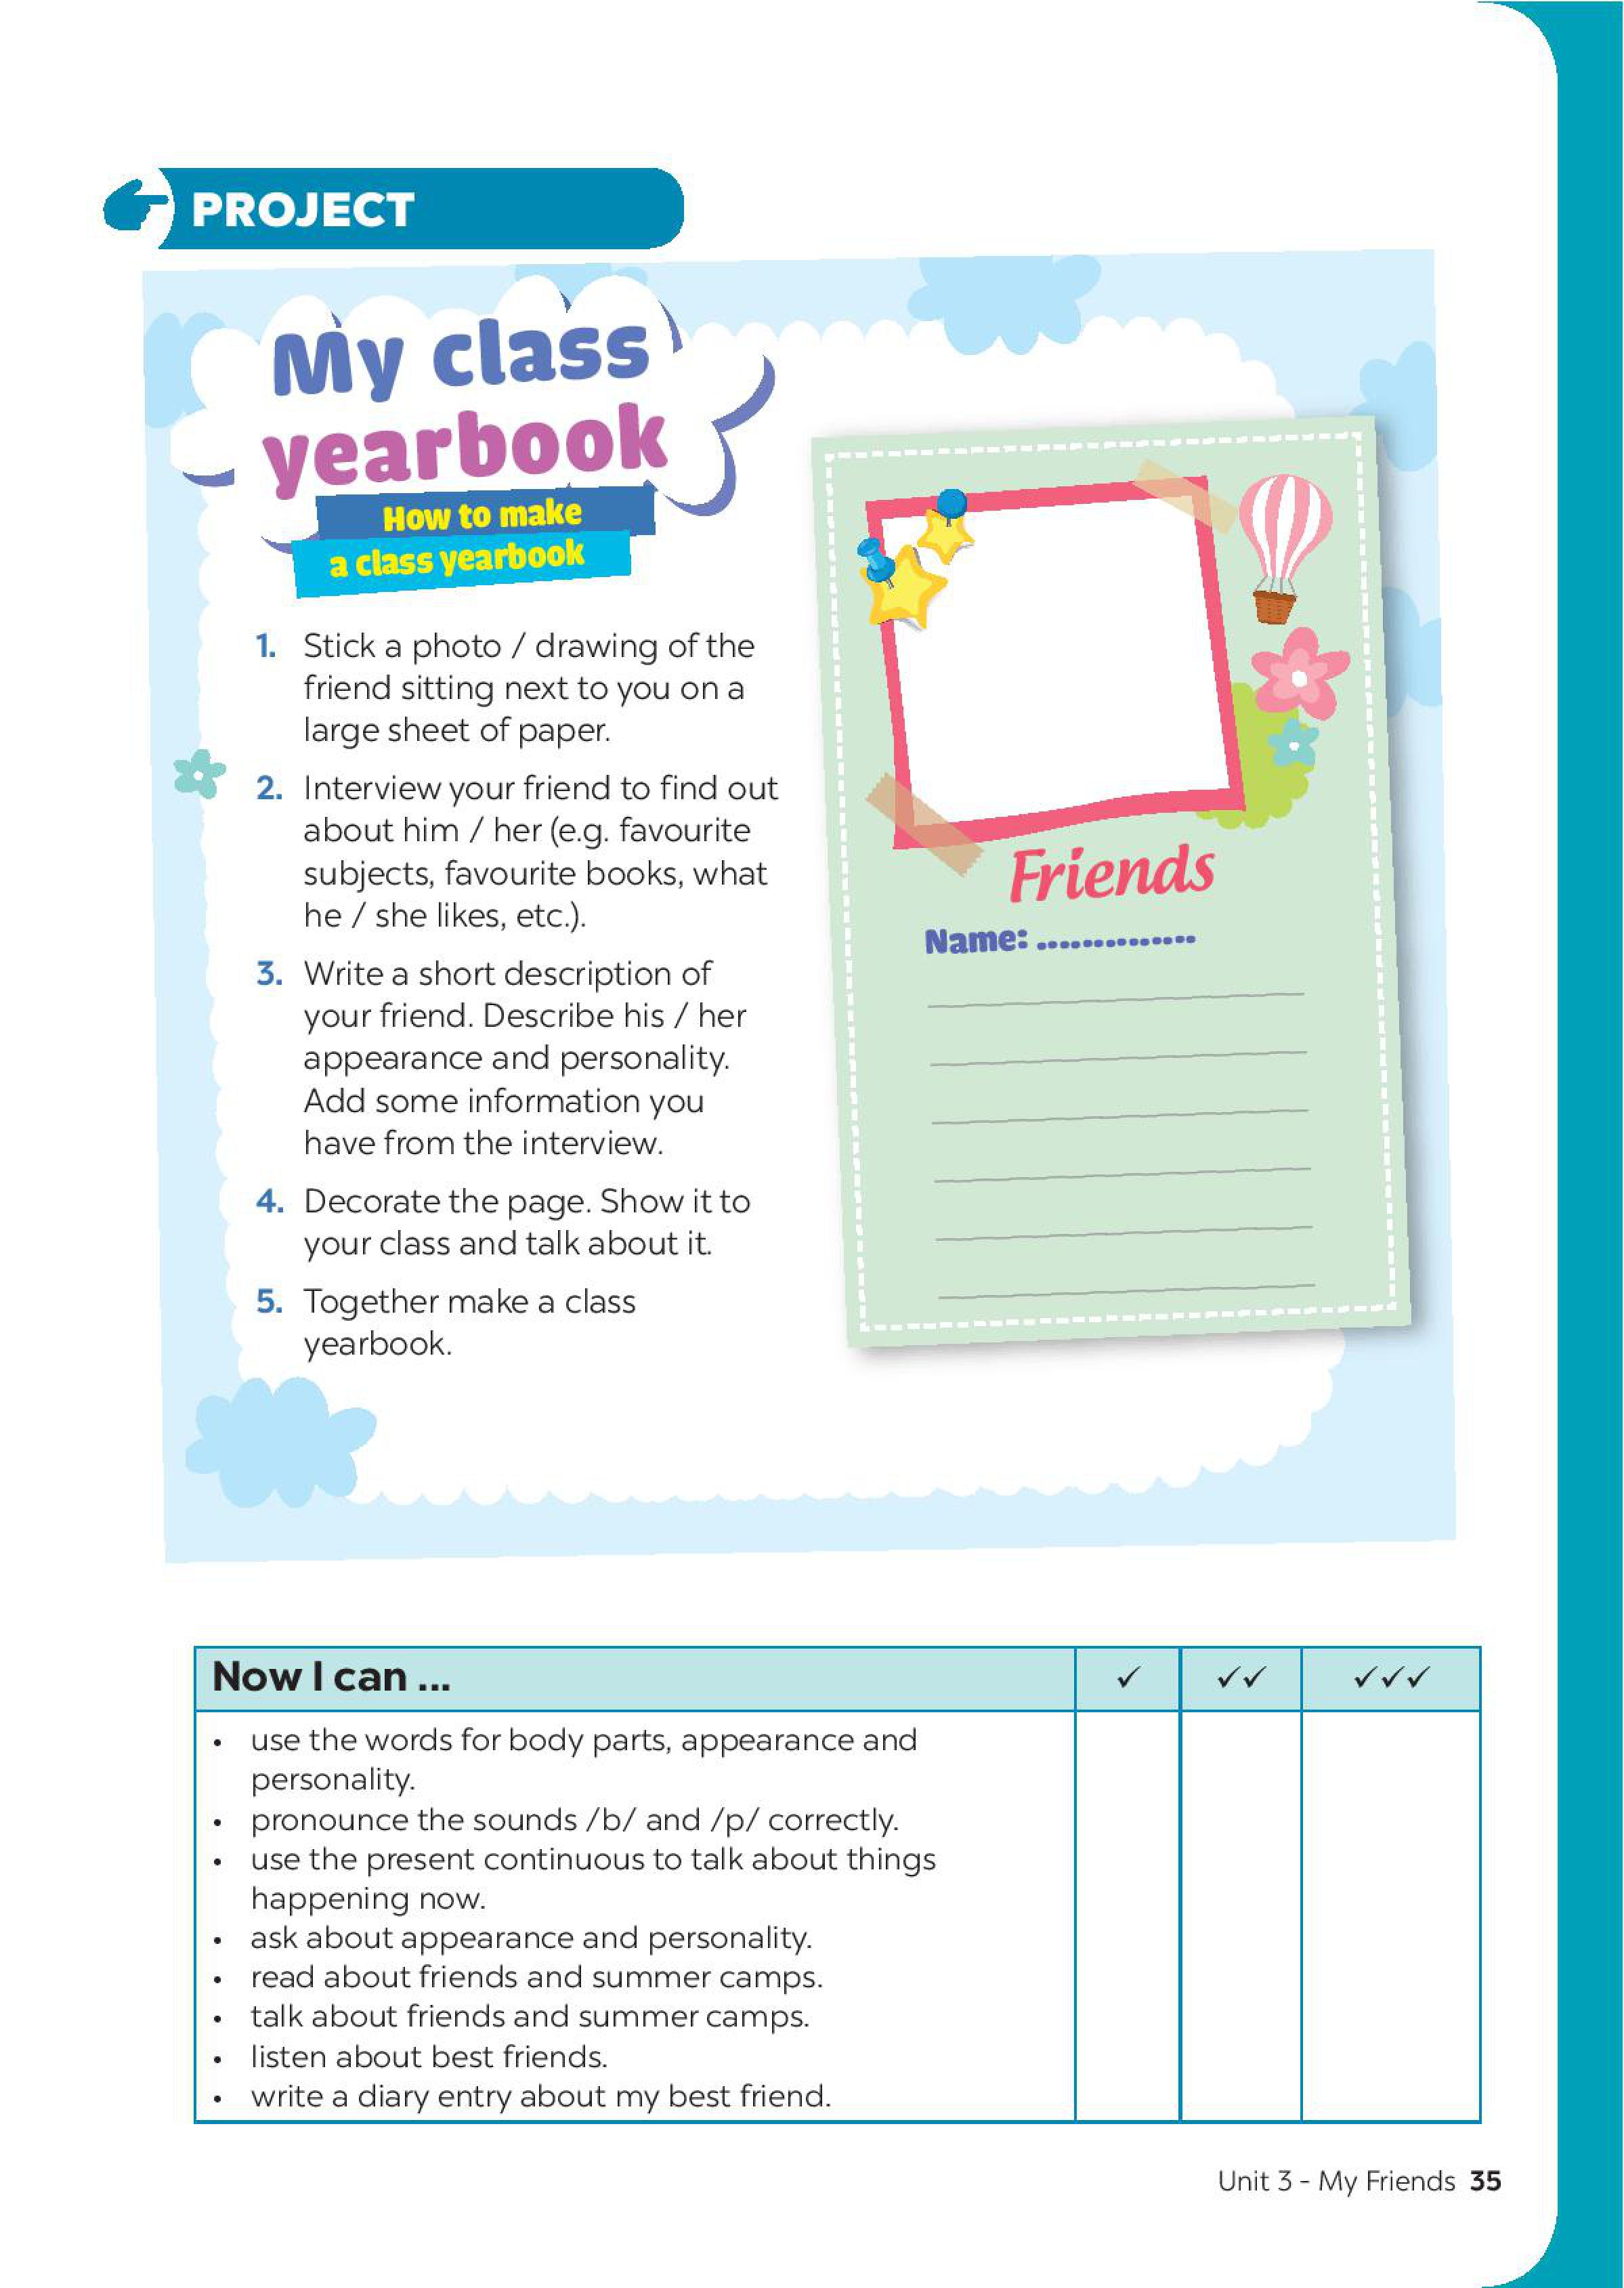 PROJECT
My class
yearbook
How to make
a class yearbook
1. Stick a photo / drawing of the
friend sitting next to you on a
large sheet of paper.
2. Interview your friend to find out
about him / her (e.g. favourite
subjects, favourite books, what
he / she likes, etc.).
3. Write a short description of
your friend. Describe his / her
appearance and personality.
Add some information you
have from the interview.
4. Decorate the page. Show it to
your class and talk about it.
5. Together make a class
yearbook.
Friends
Name: ..............
Now I can ... ✓ ✓✓ ✓✓✓
• use the words for body parts, appearance and
personality.
• pronounce the sounds /b/ and /p/ correctly.
• use the present continuous to talk about things
happening now.
• ask about appearance and personality.
• read about friends and summer camps.
• talk about friends and summer camps.
• listen about best friends.
• write a diary entry about my best friend.
Unit 3 - My Friends 35